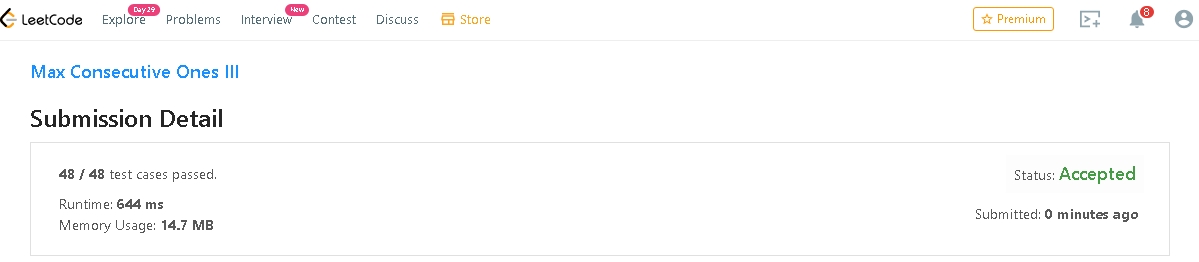 LeetCode Explore Day 29 Problems Interview New Contest Discuss Store Premium 8
Max Consecutive Ones III
Submission Detail
48 / 48 test cases passed.
Status: Accepted
Runtime: 644 ms
Submitted: 0 minutes ago
Memory Usage: 14.7 MB